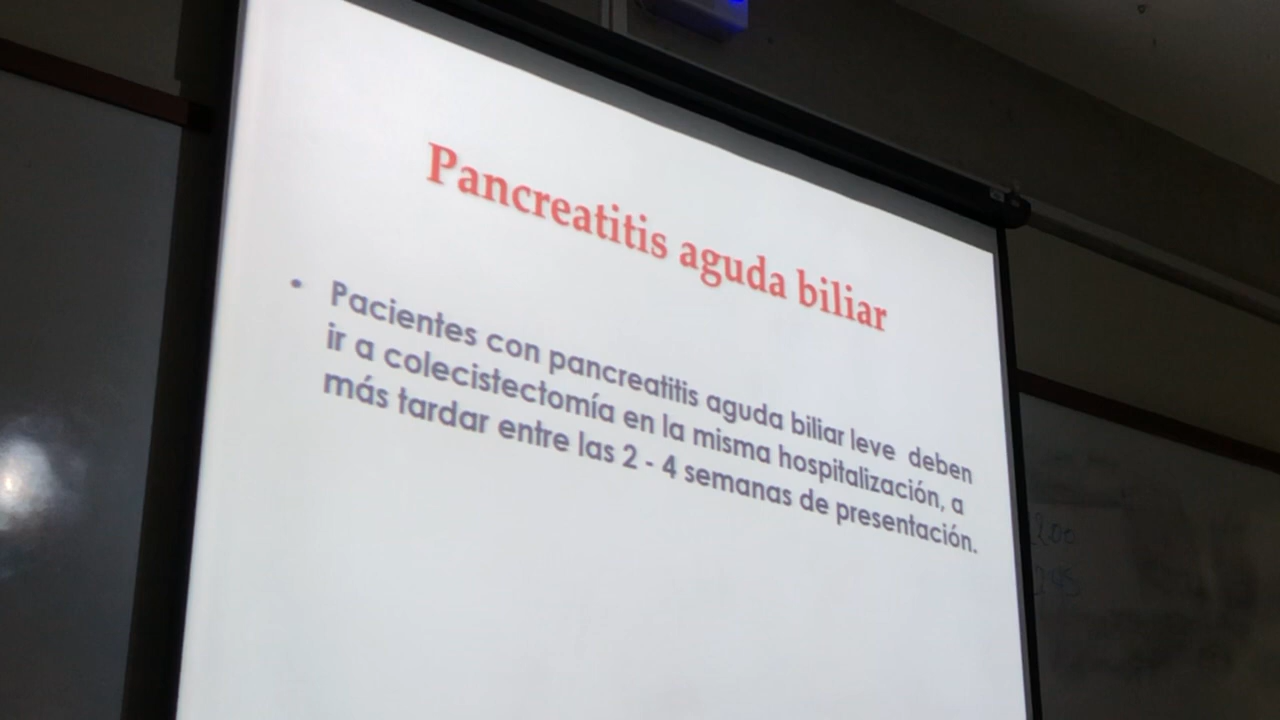 Pancreatitis aguda biliar
• Pacientes con pancreatitis aguda biliar leve deben
ir a colecistectomía en la misma hospitalización, a
más tardar entre las 2 - 4 semanas de presentación.